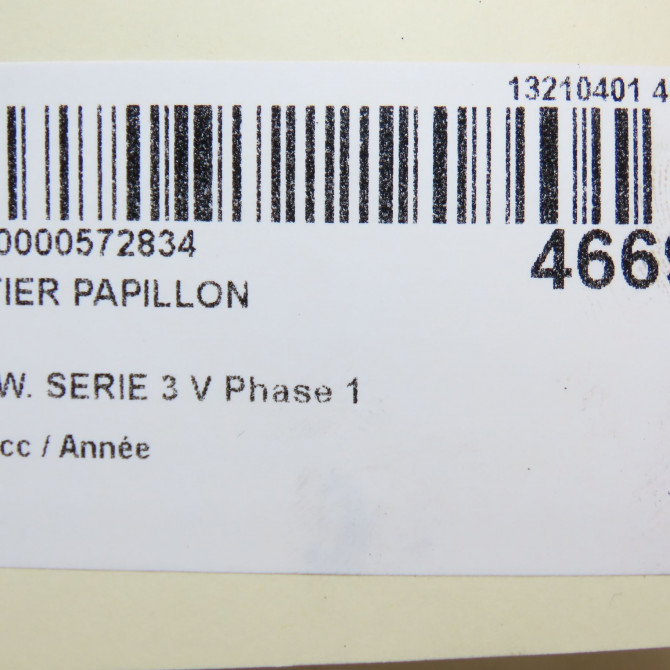 13210401 4
0000572834
4669
TIER PAPILLON
W. SERIE 3 V Phase 1
cc / Année